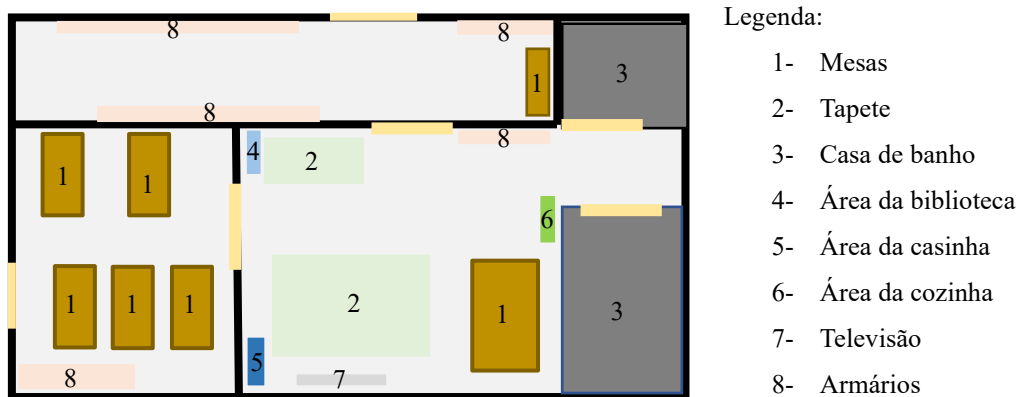 8
8
1
3
8
1
1
4
2
8
6
1
1
1
2
1
3
5
7
8
Legenda:
1- Mesas
2- Tapete
3- Casa de banho
4- Área da biblioteca
5- Área da casinha
6- Área da cozinha
7- Televisão
8- Armários